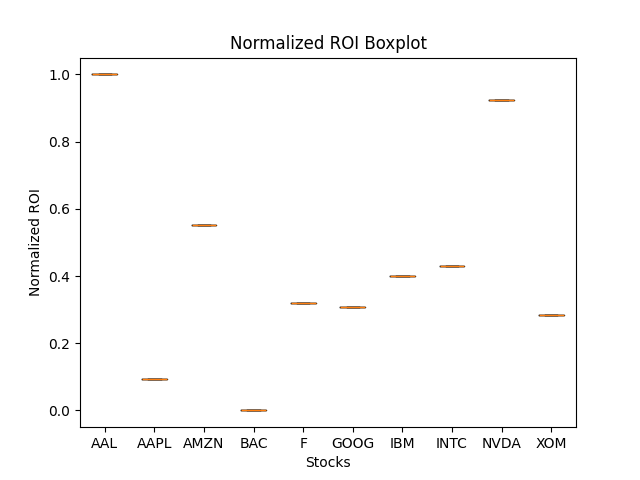 Normalized ROI Boxplot
1.0
0.8
0.6
0.4
0.2
0.0
Normalized ROI
AAL AAPL AMZN BAC F GOOG IBM INTC NVDA XOM
Stocks